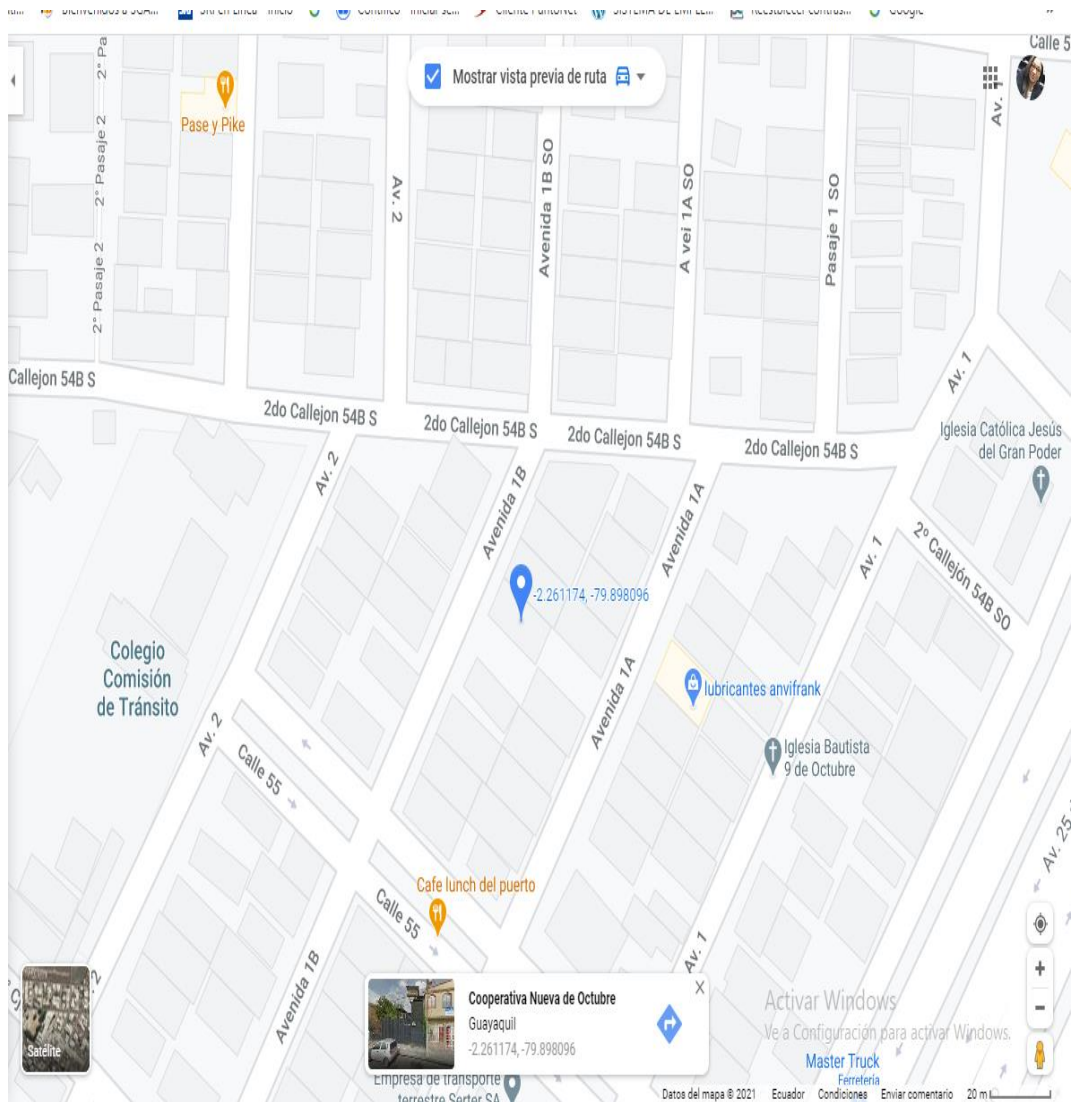 Mostrar vista previa de ruta
Calle 5
Pase y Pike
2° Pa
2° Pasaje 2
2° Pasaje 2
Av. 2
Avenida 1B SO
A vei 1A SO
Pasaje 1 SO
Av. 1
Av. 1
Callejon 54B S
2do Callejon 54B S
2do Callejon 54B S
2do Callejon 54B S
2do Callejon 54B S
Iglesia Católica Jesús
del Gran Poder
Av. 2
Avenida 1B
Avenida 1A
Av. 1
2° Callejón 54B SO
-2.261174, -79.898096
Colegio
Comisión
de Tránsito
Avenida 1A
lubricantes anvifrank
Av. 2
Calle 55
Iglesia Bautista
9 de Octubre
Av. 25
Cafe lunch del puerto
Calle 55
Avenida 1B
Av. 1
Satélite
Cooperativa Nueva de Octubre
Guayaquil
-2.261174, -79.898096
X
Activar Windows
Ve a Configuración para activar Windows.
Master Truck
Ferretería
Empresa de transporte
terrestre Serter SA
Datos del mapa © 2021 Ecuador Condiciones Enviar comentario 20 m